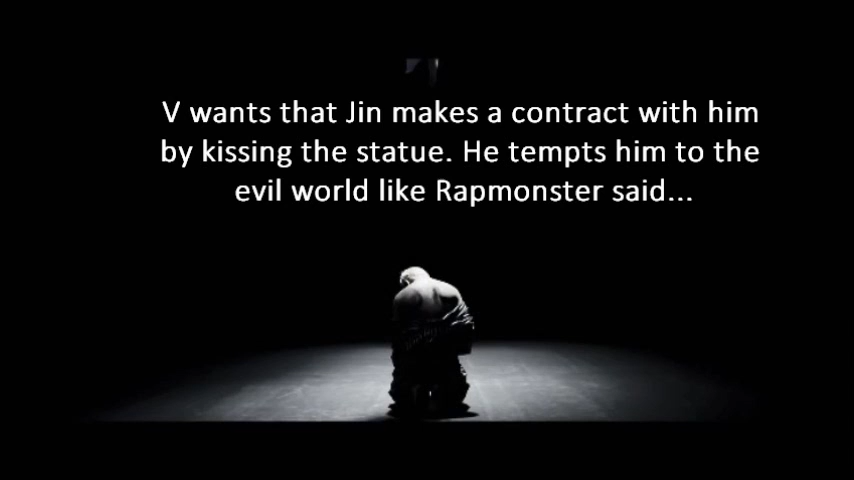 V wants that Jin makes a contract with him
by kissing the statue. He tempts him to the
evil world like Rapmonster said...